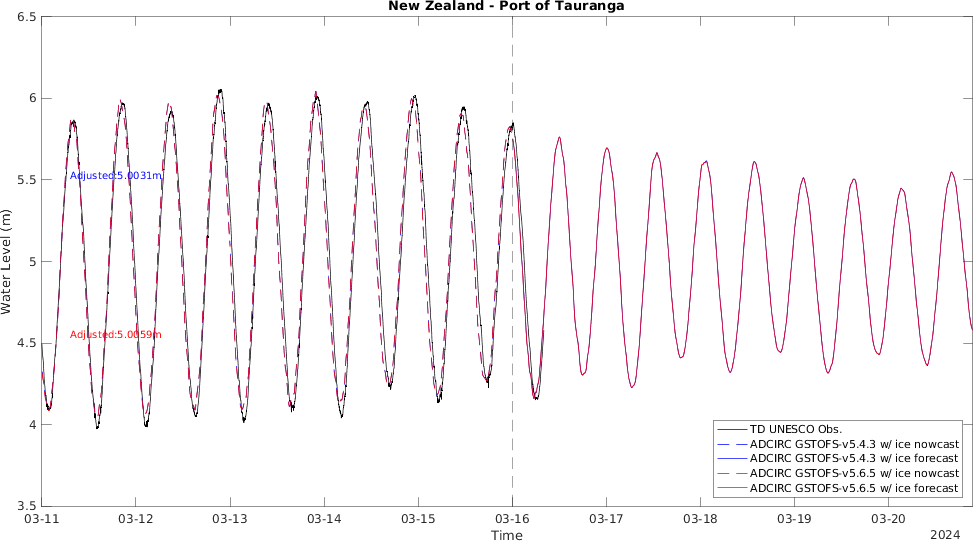 New Zealand - Port of Tauranga
6.5
6
5.5
5
4.5
4
3.5
Water Level (m)
Adjusted:5.0031m
Adjusted:5.0059m
TD UNESCO Obs.
ADCIRC GSTOFS-v5.4.3 w/ ice nowcast
ADCIRC GSTOFS-v5.4.3 w/ ice forecast
ADCIRC GSTOFS-v5.6.5 w/ ice nowcast
ADCIRC GSTOFS-v5.6.5 w/ ice forecast
03-11 03-12 03-13 03-14 03-15 03-16 03-17 03-18 03-19 03-20
Time
2024